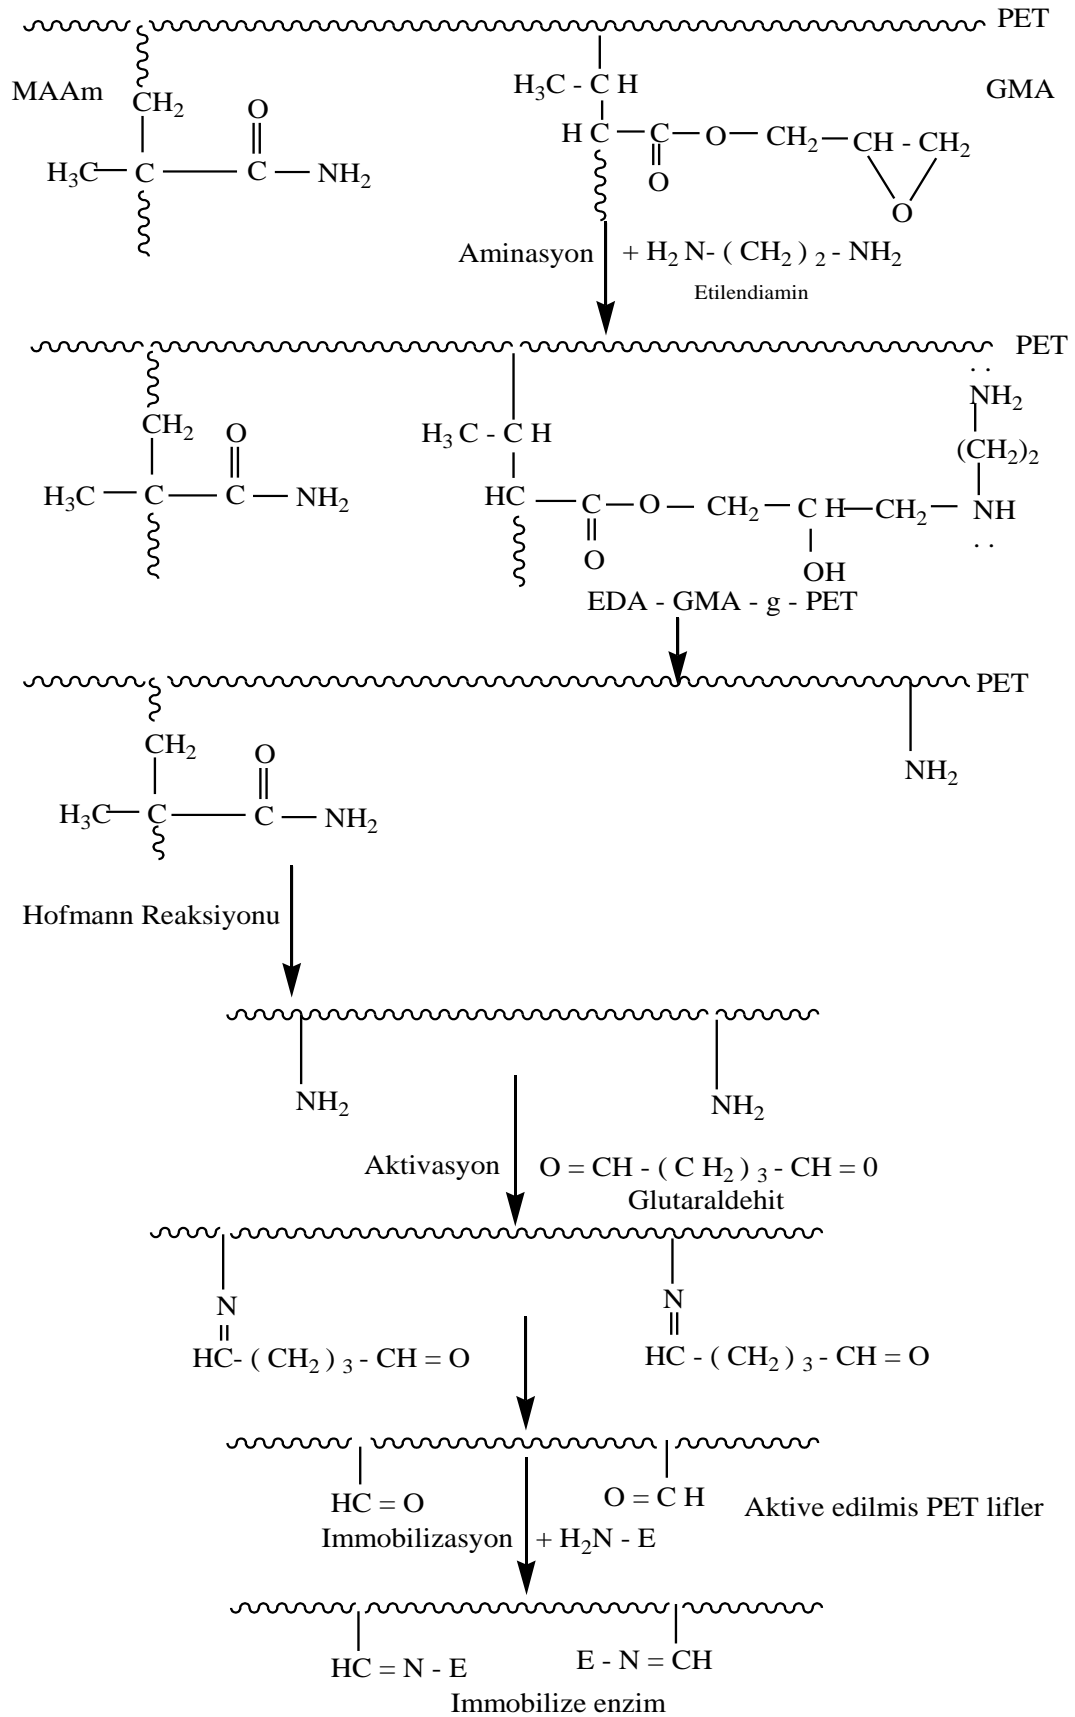 PET
MAAm
GMA
CH2
O
H3C - C H
H3C C C NH2
H C C O CH2 CH - CH2
O
O
Aminasyon + H2 N- ( CH2 ) 2 - NH2
Etilendiamin
PET
. .
NH2
CH2
O
(CH2)2
H3 C - C H
H3C C C NH2
HC C O CH2 C H CH2 NH
. .
O
OH
EDA - GMA - g - PET
PET
CH2
O
NH2
H3C C C NH2
Hofmann Reaksiyonu
NH2
NH2
Aktivasyon O = CH - ( C H2 ) 3 - CH = 0
Glutaraldehit
N
N
HC- ( CH2 ) 3 - CH = O
HC - ( CH2 ) 3 - CH = O
HC = O
O = C H
Aktive edilmis PET lifler
Immobilizasyon + H2N - E
HC = N - E
E - N = CH
Immobilize enzim